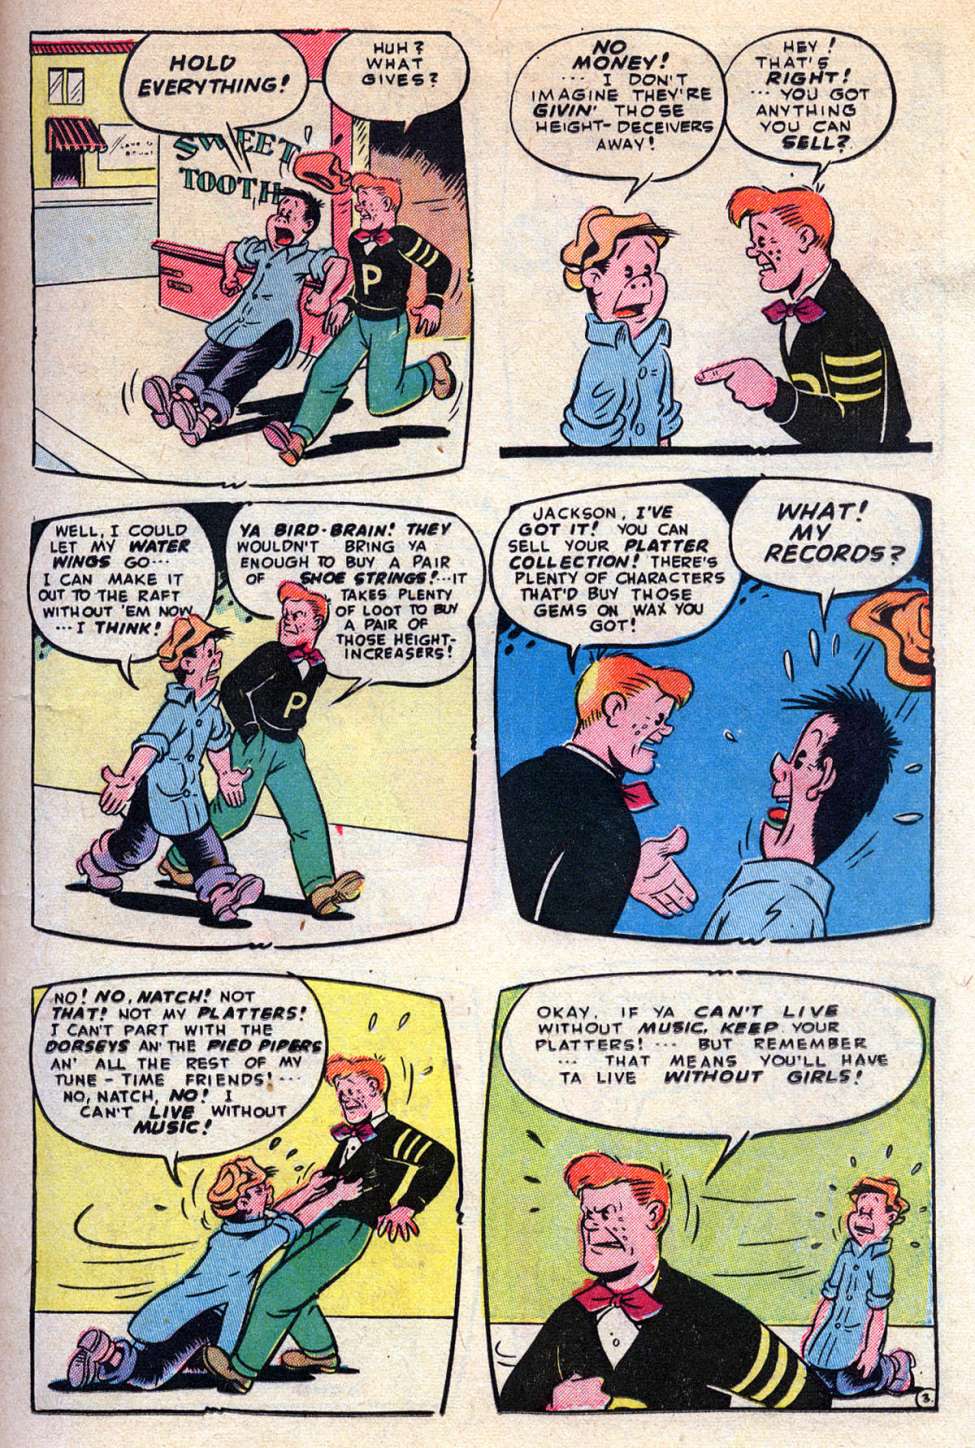 HOLD
EVERYTHING!
HUH?
WHAT
GIVES?
SWEET
TOOTH
P
NO
MONEY!
... I DON'T
IMAGINE THEY'RE
GIVIN' THOSE
HEIGHT-DECEIVERS
AWAY!
HEY!
THAT'S
RIGHT!
... YOU GOT
ANYTHING
YOU CAN
SELL?
WELL, I COULD
LET MY WATER
WINGS GO...
I CAN MAKE IT
OUT TO THE RAFT
WITHOUT 'EM NOW
... I THINK!
YA BIRD-BRAIN! THEY
WOULDN'T BRING YA
ENOUGH TO BUY A PAIR
OF SHOE STRINGS!...IT
TAKES PLENTY
OF LOOT TO BUY
A PAIR OF
THOSE HEIGHT-
INCREASERS!
P
JACKSON, I'VE
GOT IT! YOU CAN
SELL YOUR PLATTER
COLLECTION! THERE'S
PLENTY OF CHARACTERS
THAT'D BUY THOSE
GEMS ON WAX YOU
GOT!
WHAT!
MY
RECORDS?
NO! NO, NATCH! NOT
THAT! NOT MY PLATTERS!
I CAN'T PART WITH THE
DORSEYS AN' THE PIED PIPERS
AN' ALL THE REST OF MY
TUNE-TIME FRIENDS!...
NO, NATCH, NO! I
CAN'T LIVE WITHOUT
MUSIC!
OKAY, IF YA CAN'T LIVE
WITHOUT MUSIC, KEEP YOUR
PLATTERS! ... BUT REMEMBER
... THAT MEANS YOU'LL HAVE
TA LIVE WITHOUT GIRLS!
3